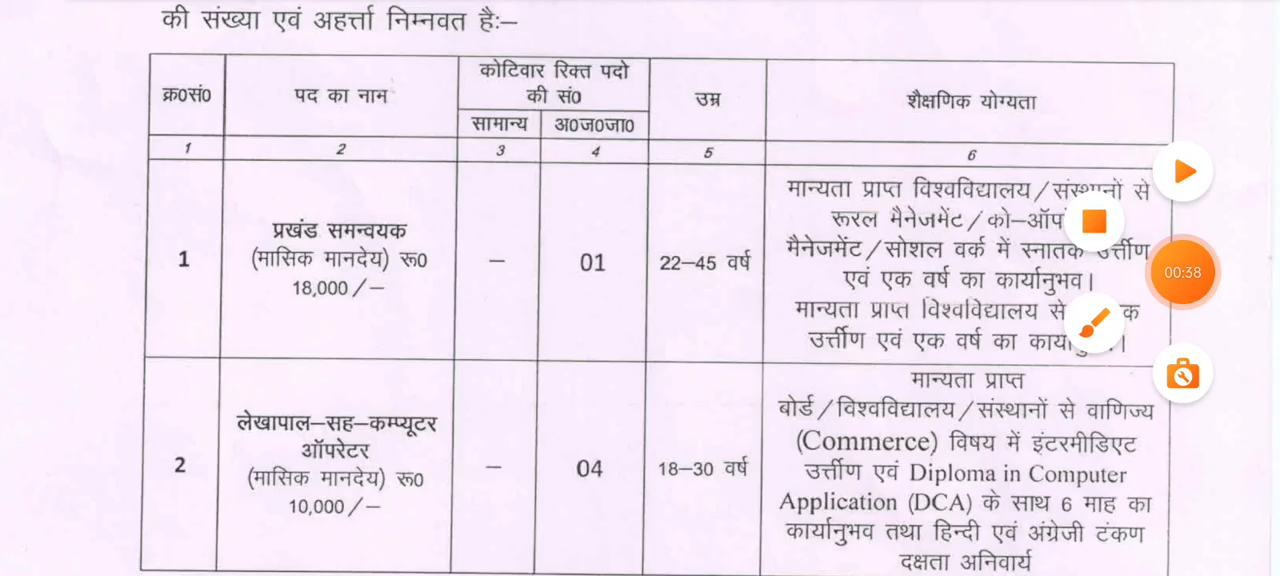 की संख्या एवं अहर्त्ता निम्नवत हैः–
क्र0सं0
पद का नाम
कोटिवार रिक्त पदो
की सं0
उम्र
शैक्षणिक योग्यता
सामान्य
अ0ज0जा0
1
2
3
4
5
6
1
प्रखंड समन्वयक
(मासिक मानदेय) रू0
18,000/–
–
01
22–45 वर्ष
मान्यता प्राप्त विश्वविद्यालय/संस्थानों से
रूरल मैनेजमेंट/को–ऑप
मैनेजमेंट/सोशल वर्क में स्नातक उर्त्तीण
एवं एक वर्ष का कार्यानुभव।
मान्यता प्राप्त विश्वविद्यालय से
उर्त्तीण एवं एक वर्ष का
2
लेखापाल–सह–कम्प्यूटर
ऑपरेटर
(मासिक मानदेय) रू0
10,000/–
–
04
18–30 वर्ष
मान्यता प्राप्त
बोर्ड/विश्वविद्यालय/संस्थानों से वाणिज्य
(Commerce) विषय में इंटरमीडिएट
उर्त्तीण एवं Diploma in Computer
Application (DCA) के साथ 6 माह का
कार्यानुभव तथा हिन्दी एवं अंग्रेजी टंकण
दक्षता अनिवार्य
00:38